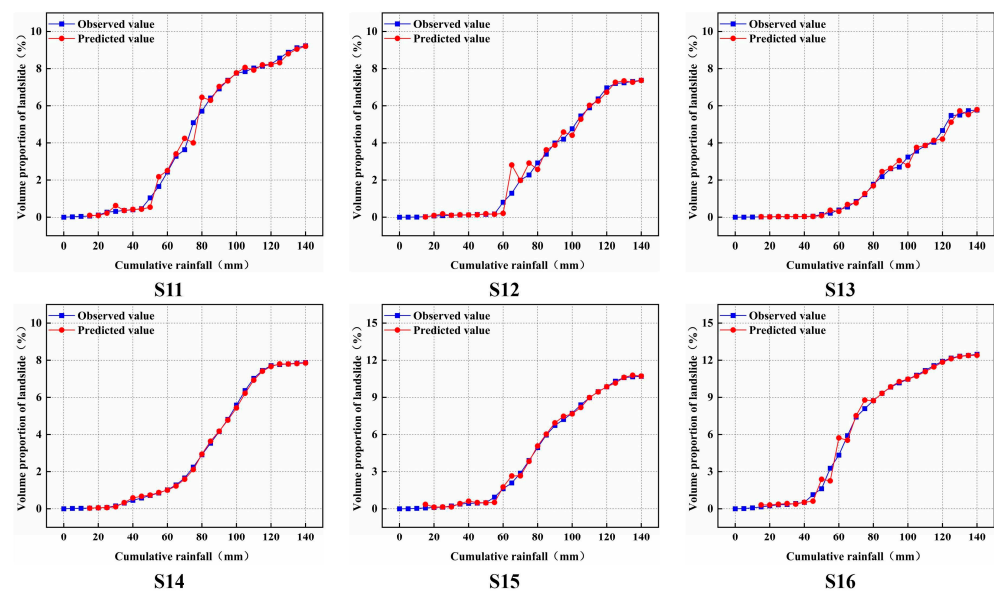 Observed value
Predicted value
Volume proportion of landslide (%)
10
8
6
4
2
0
0 20 40 60 80 100 120 140
Cumulative rainfall（mm）
S11
Observed value
Predicted value
Volume proportion of landslide (%)
10
8
6
4
2
0
0 20 40 60 80 100 120 140
Cumulative rainfall（mm）
S12
Observed value
Predicted value
Volume proportion of landslide (%)
10
8
6
4
2
0
0 20 40 60 80 100 120 140
Cumulative rainfall（mm）
S13
Observed value
Predicted value
Volume proportion of landslide（%）
10
8
6
4
2
0
0 20 40 60 80 100 120 140
Cumulative rainfall（mm）
S14
Observed value
Predicted value
Volume proportion of landslide（%）
15
12
9
6
3
0
0 20 40 60 80 100 120 140
Cumulative rainfall（mm）
S15
Observed value
Predicted value
Volume proportion of landslide（%）
15
12
9
6
3
0
0 20 40 60 80 100 120 140
Cumulative rainfall（mm）
S16